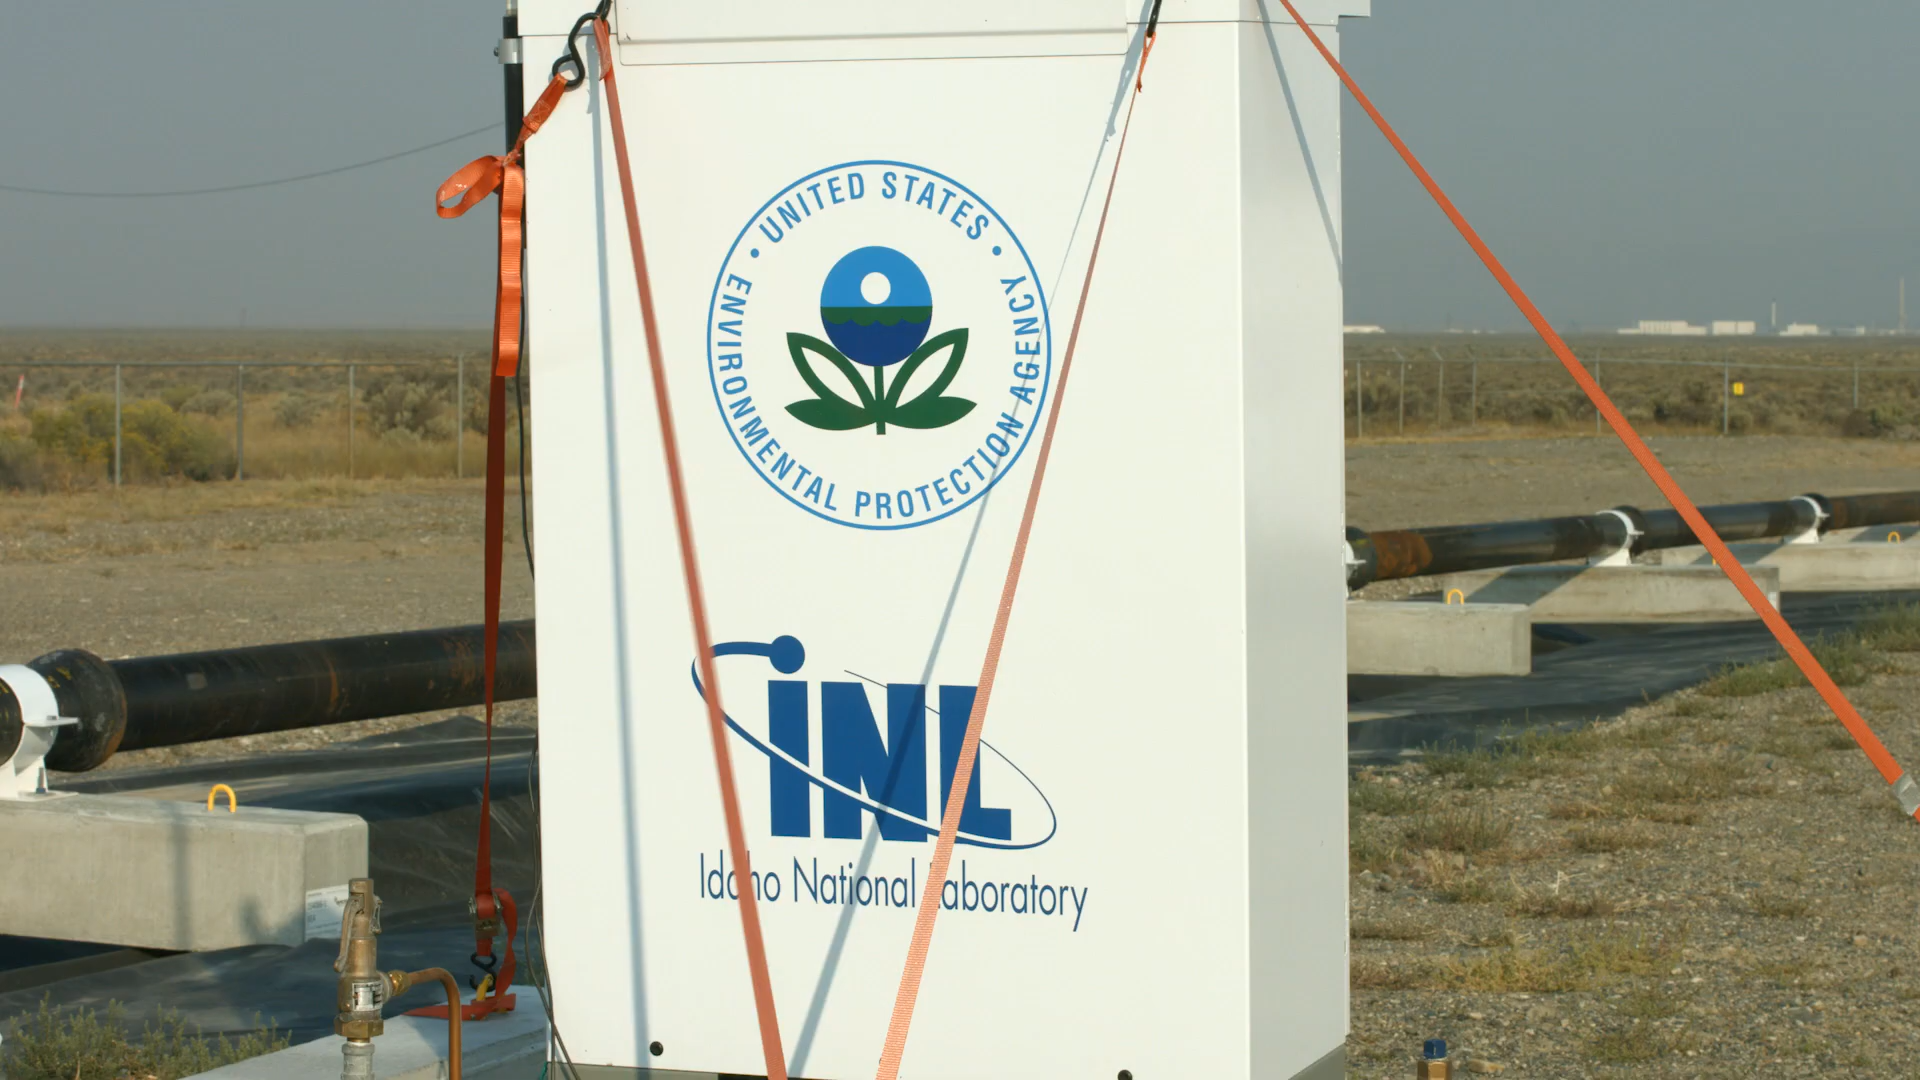 UNITED STATES
ENVIRONMENTAL PROTECTION AGENCY
iNL
Idaho National Laboratory